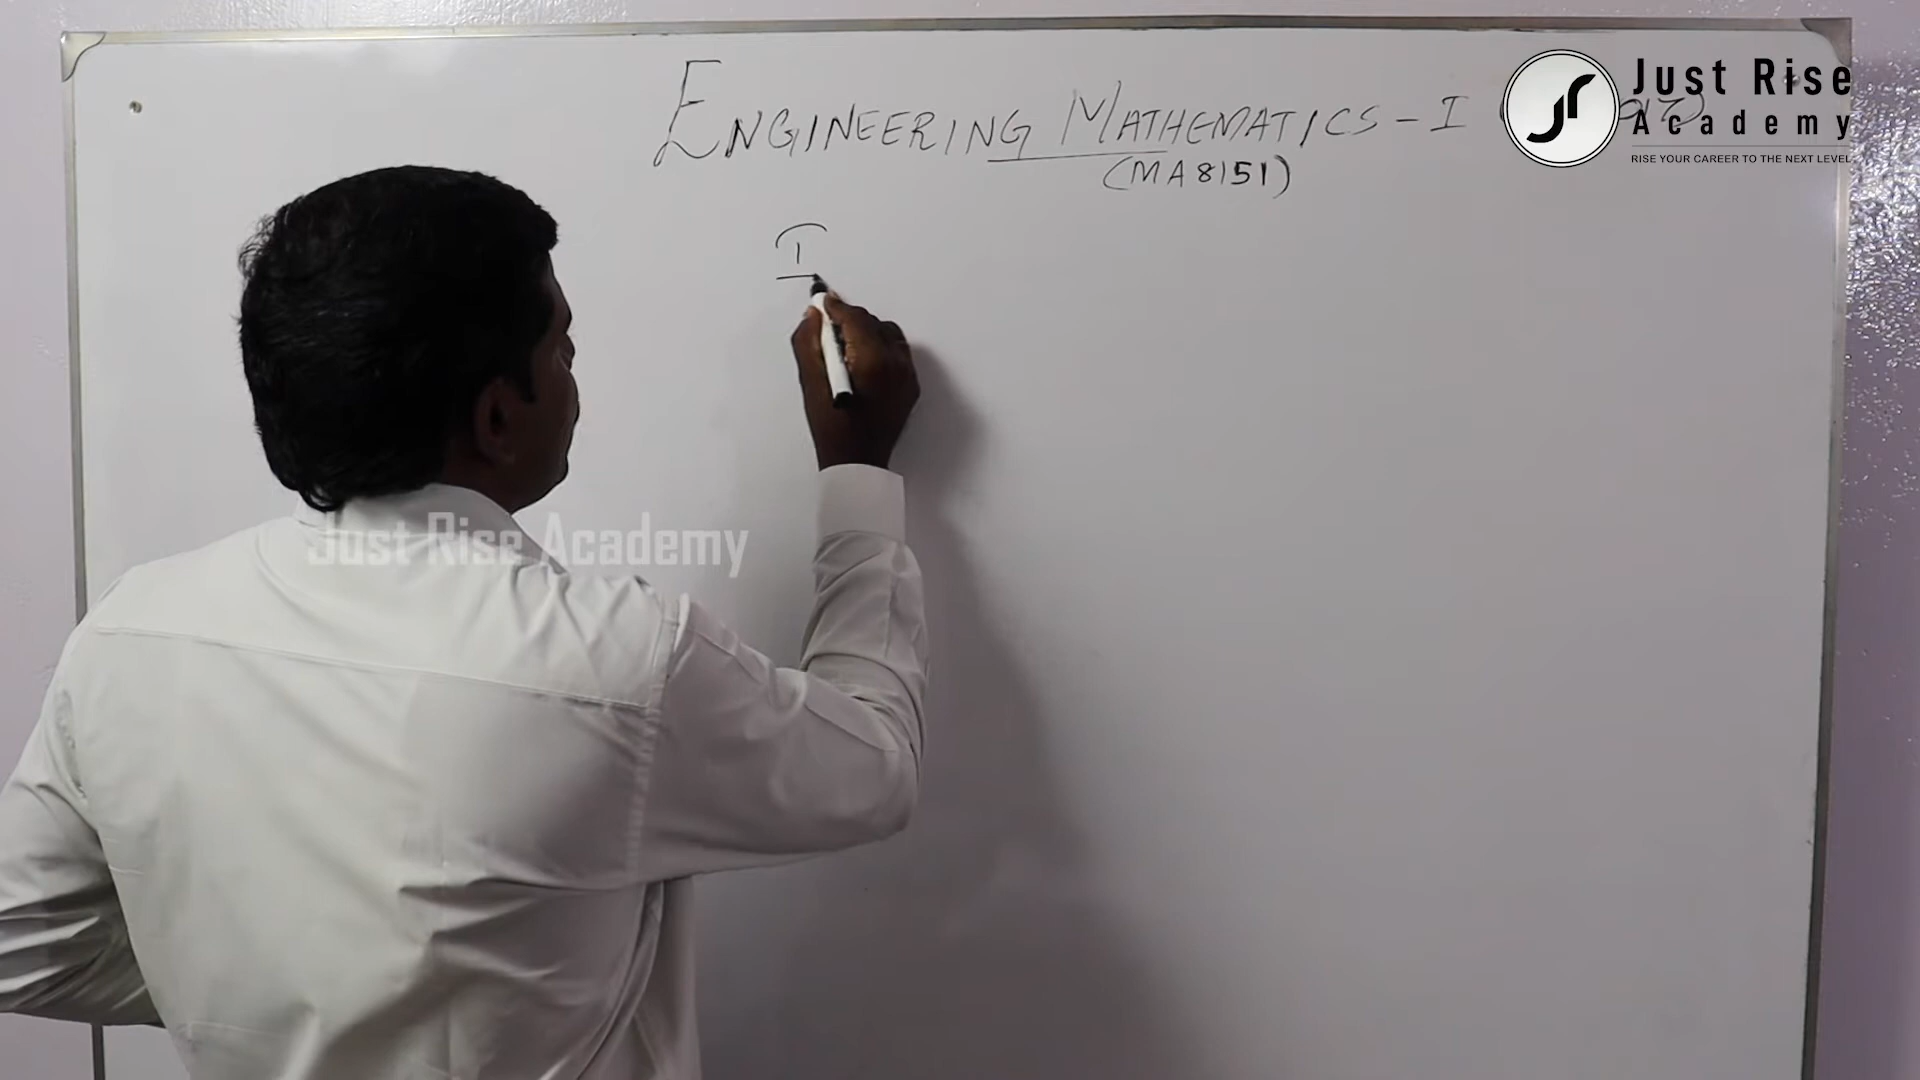 ENGINEERING MATHEMATICS - I
(MA8151)
I
Just Rise
Academy
RISE YOUR CAREER TO THE NEXT LEVEL
Just Rise Academy